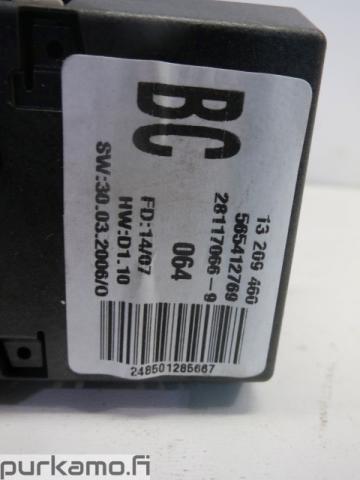 BC
13 209 460
565412769
28117066-9
064
FD:14/07
HW:D1.10
SW:30.03.2006/0
248501285667
purkamo.fi